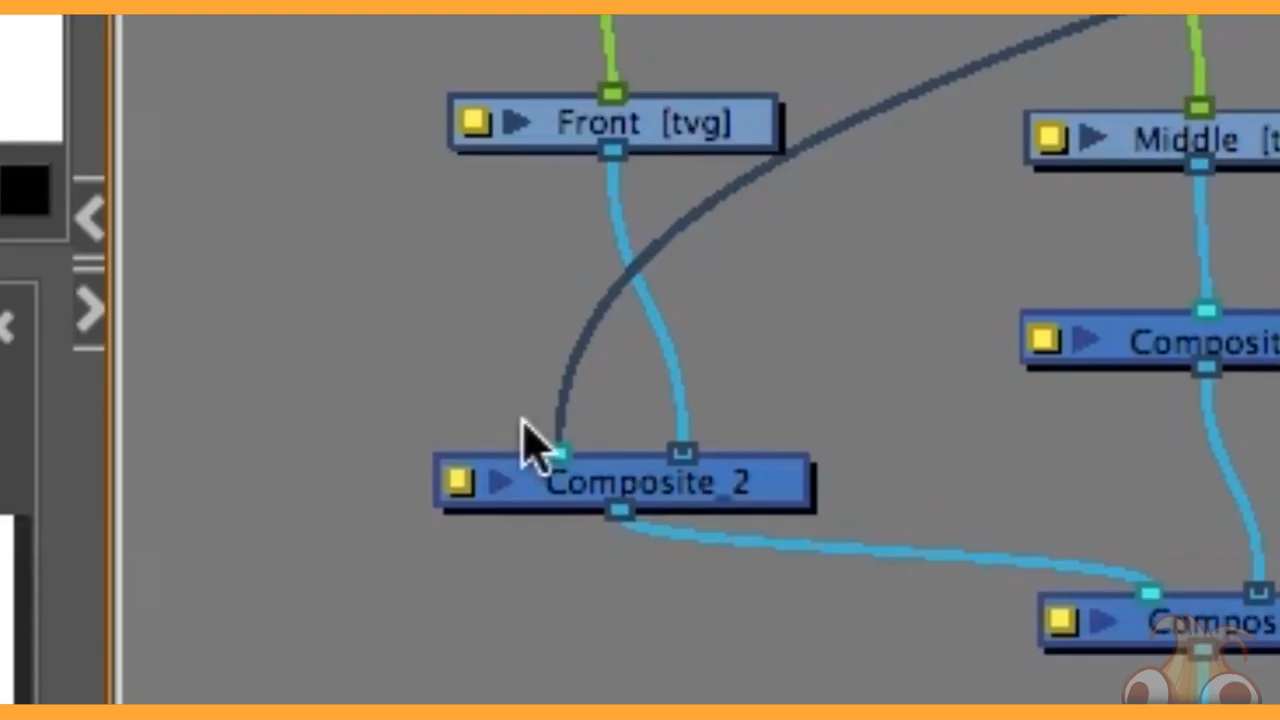 Front [tvg]
Middle [t
Composit
Composite_2
Compos